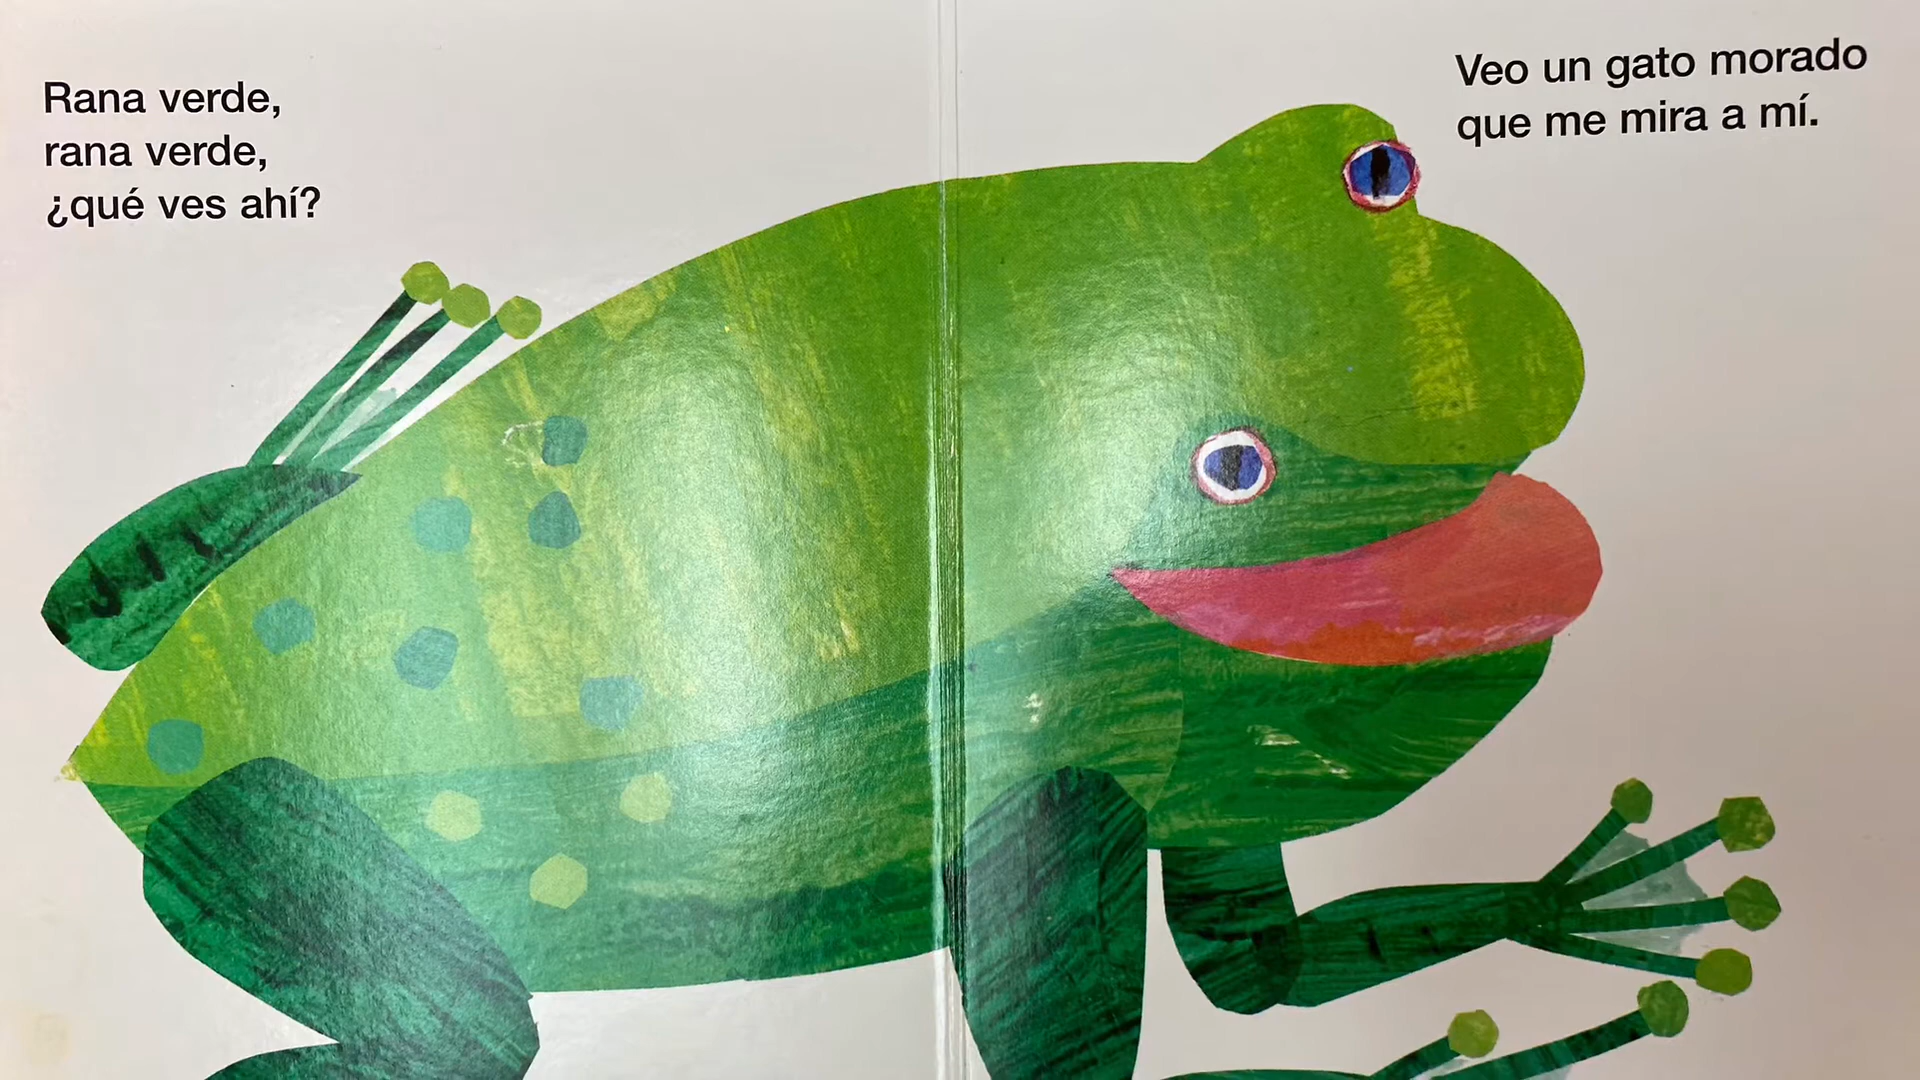 Rana verde,
rana verde,
¿qué ves ahí?
Veo un gato morado
que me mira a mí.